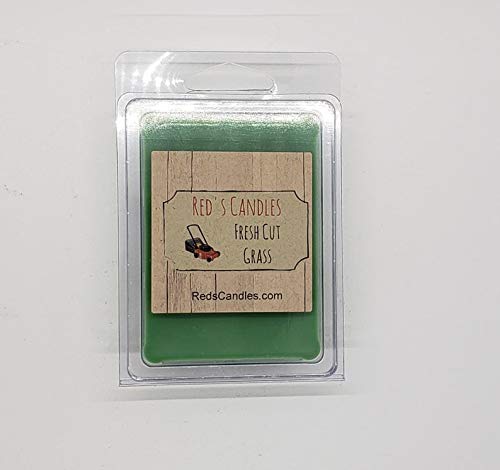 Red's Candles
Fresh Cut
Grass
RedsCandles.com